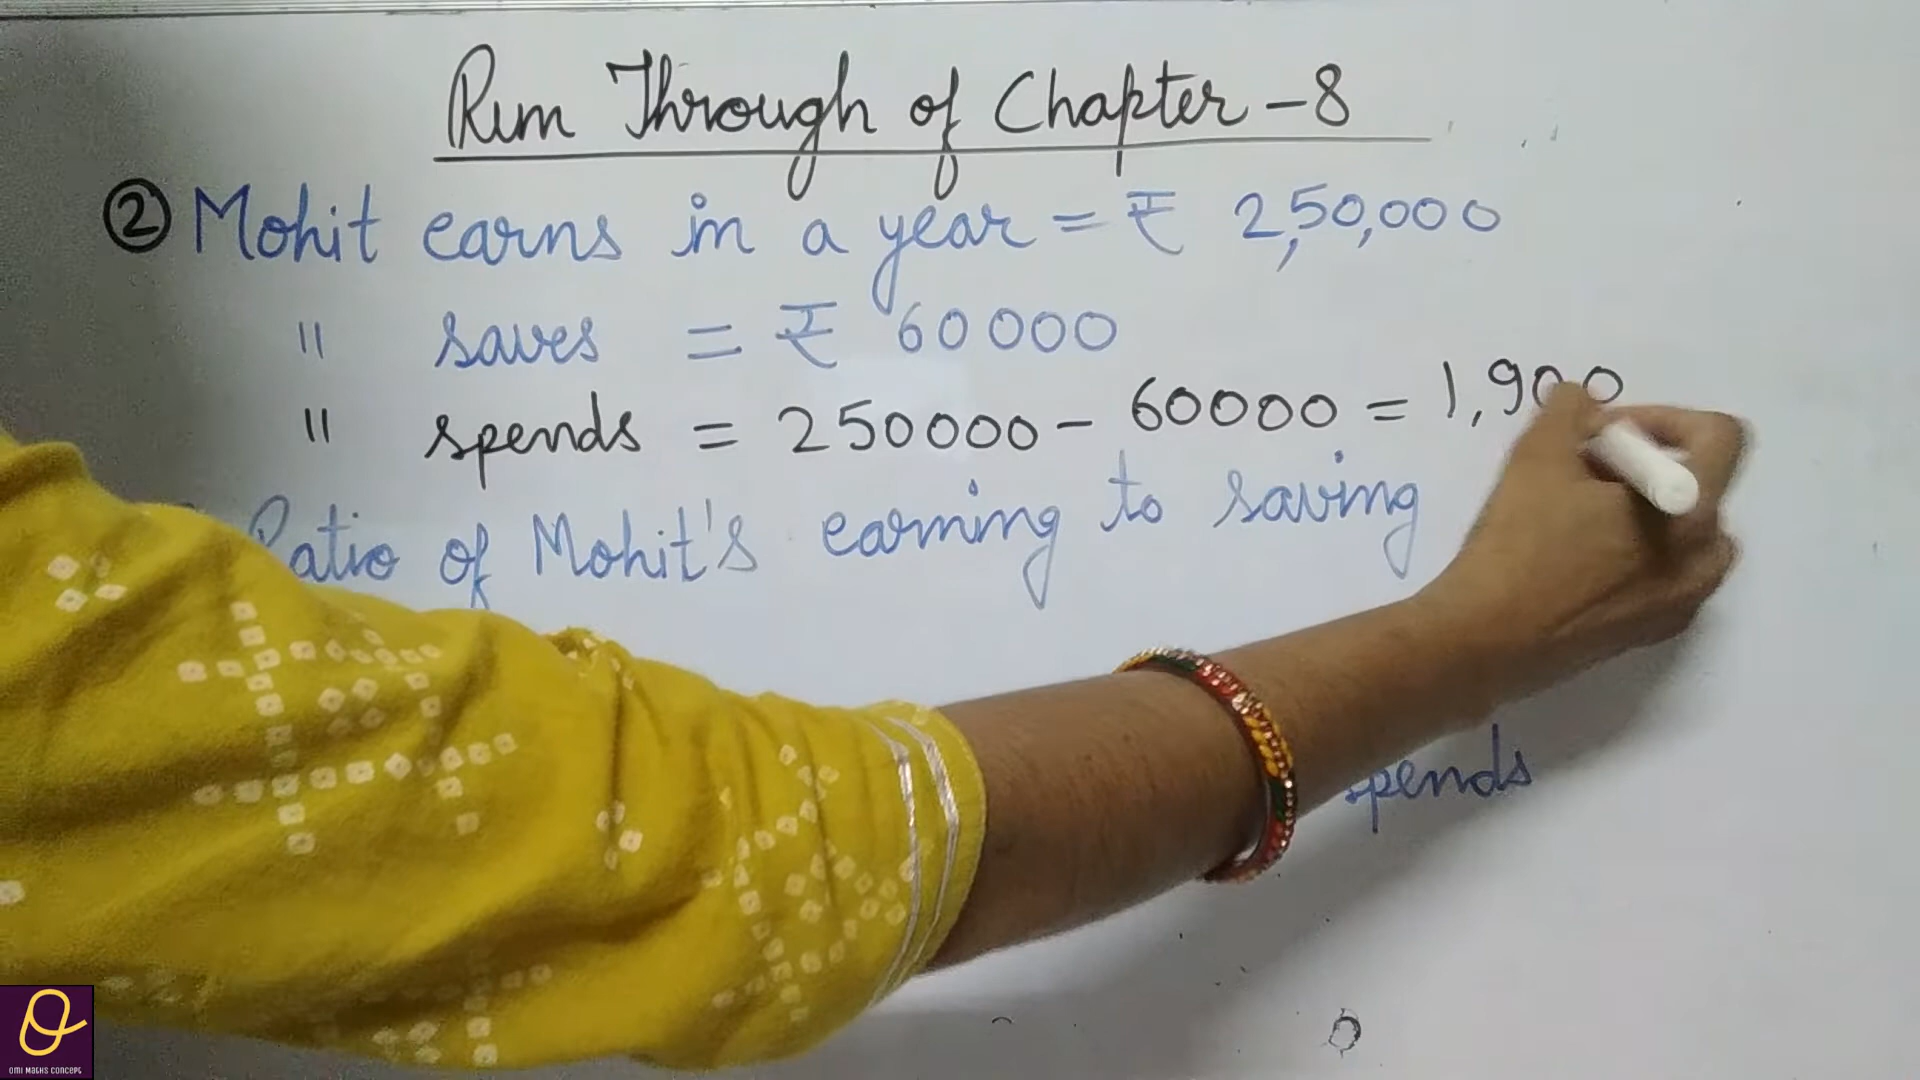 Run Through of Chapter - 8
② Mohit earns in a year = ₹ 2,50,000
" saves = ₹ 60000
" spends = 250000 - 60000 = 1,900
Ratio of Mohit's earning to saving
spends
OMI MATHS CONCEPT